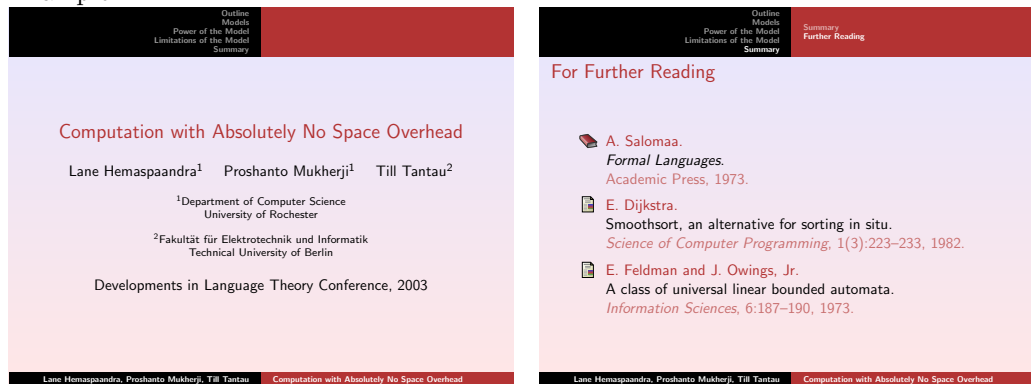 Outline
Models
Power of the Model
Limitations of the Model
Summary
Computation with Absolutely No Space Overhead
Lane Hemaspaandra¹ Proshanto Mukherji¹ Till Tantau²
¹Department of Computer Science
University of Rochester
²Fakultät für Elektrotechnik und Informatik
Technical University of Berlin
Developments in Language Theory Conference, 2003
Lane Hemaspaandra, Proshanto Mukherji, Till Tantau Computation with Absolutely No Space Overhead
Outline
Models
Power of the Model
Limitations of the Model
Summary
Summary
Further Reading
For Further Reading
A. Salomaa.
Formal Languages.
Academic Press, 1973.
E. Dijkstra.
Smoothsort, an alternative for sorting in situ.
Science of Computer Programming, 1(3):223–233, 1982.
E. Feldman and J. Owings, Jr.
A class of universal linear bounded automata.
Information Sciences, 6:187–190, 1973.
Lane Hemaspaandra, Proshanto Mukherji, Till Tantau Computation with Absolutely No Space Overhead